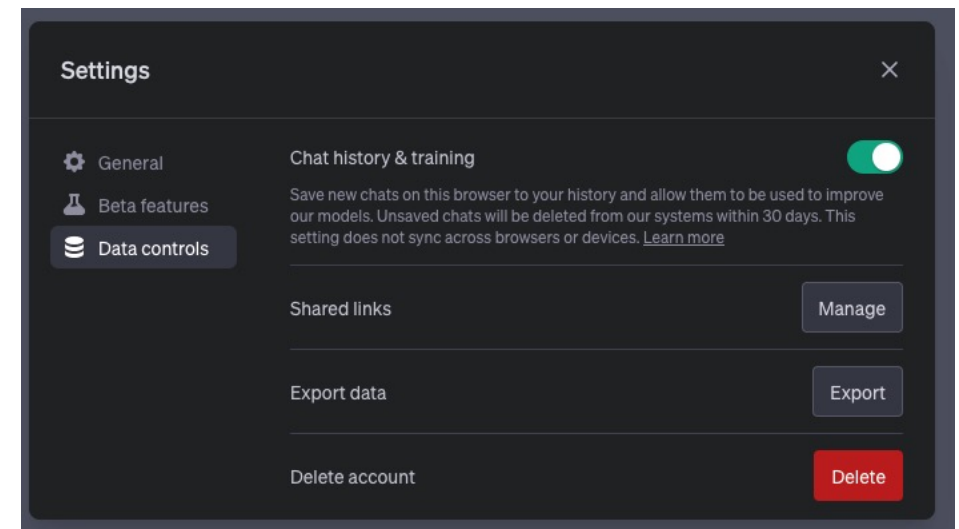 Settings
General
Beta features
Data controls
Chat history & training
Save new chats on this browser to your history and allow them to be used to improve
our models. Unsaved chats will be deleted from our systems within 30 days. This
setting does not sync across browsers or devices. Learn more
Shared links
Manage
Export data
Export
Delete account
Delete